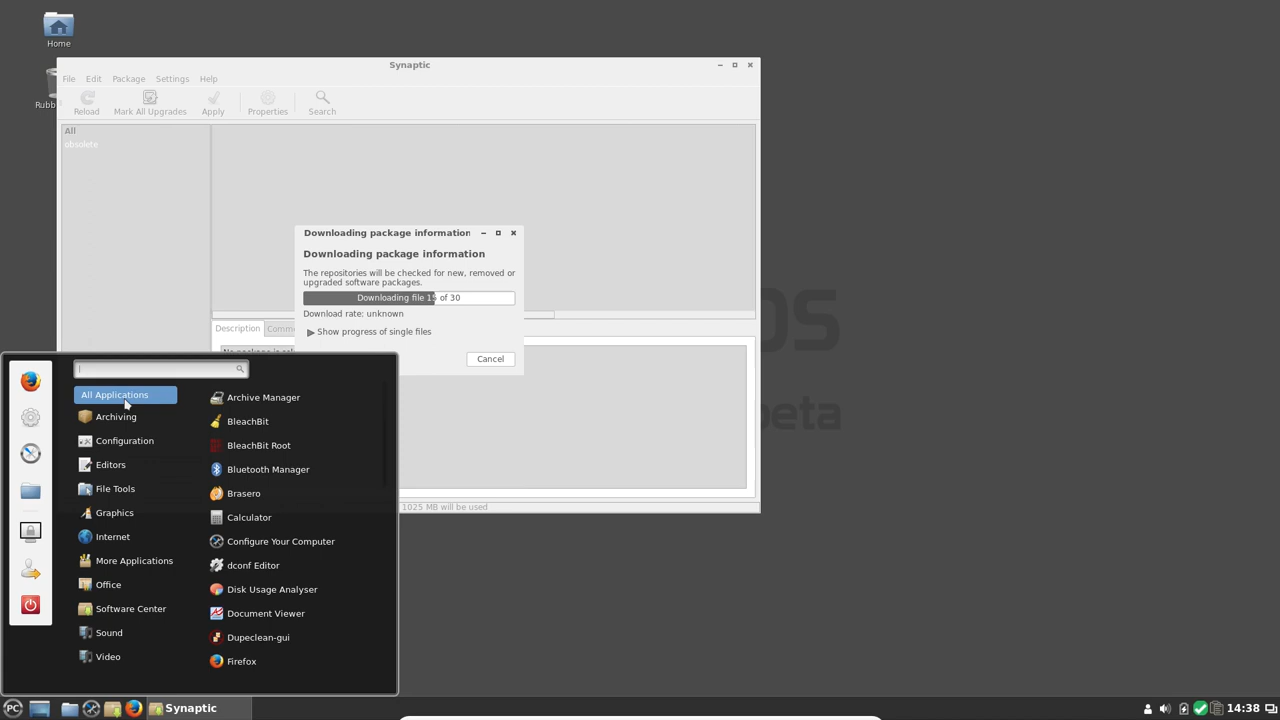 Home
Rubb
Synaptic
File Edit Package Settings Help
Reload Mark All Upgrades Apply Properties Search
All
obsolete
Downloading package information
Downloading package information
The repositories will be checked for new, removed or
upgraded software packages.
Downloading file 15 of 30
Download rate: unknown
Show progress of single files
Cancel
Description Comm
OS
beta
1025 MB will be used
All Applications
Archiving
Configuration
Editors
File Tools
Graphics
Internet
More Applications
Office
Software Center
Sound
Video
Archive Manager
BleachBit
BleachBit Root
Bluetooth Manager
Brasero
Calculator
Configure Your Computer
dconf Editor
Disk Usage Analyser
Document Viewer
Dupeclean-gui
Firefox
PC
Synaptic
14:38